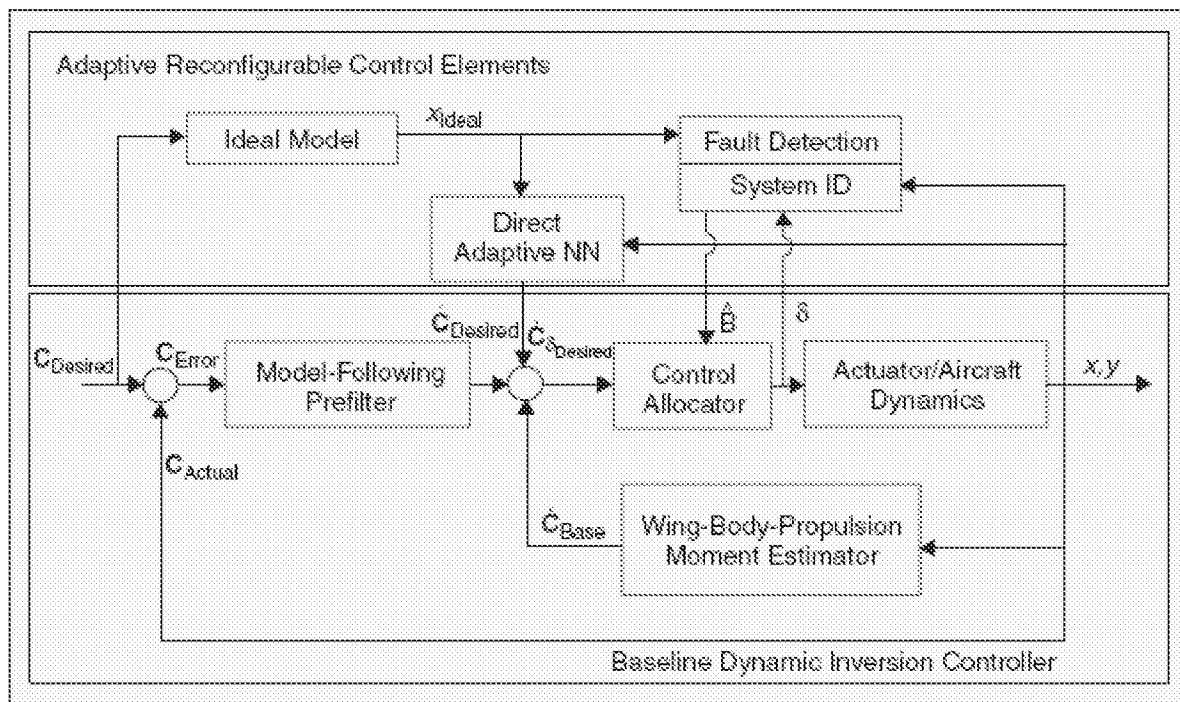 Adaptive Reconfigurable Control Elements
Ideal Model
x_Ideal
Fault Detection
System ID
Direct
Adaptive NN
Ċ_Desired
Ċ_δ_Desired
B̂
δ
C_Desired
C_Error
Model-Following
Prefilter
Control
Allocator
Actuator/Aircraft
Dynamics
x,y
C_Actual
Ċ_Base
Wing-Body-Propulsion
Moment Estimator
Baseline Dynamic Inversion Controller